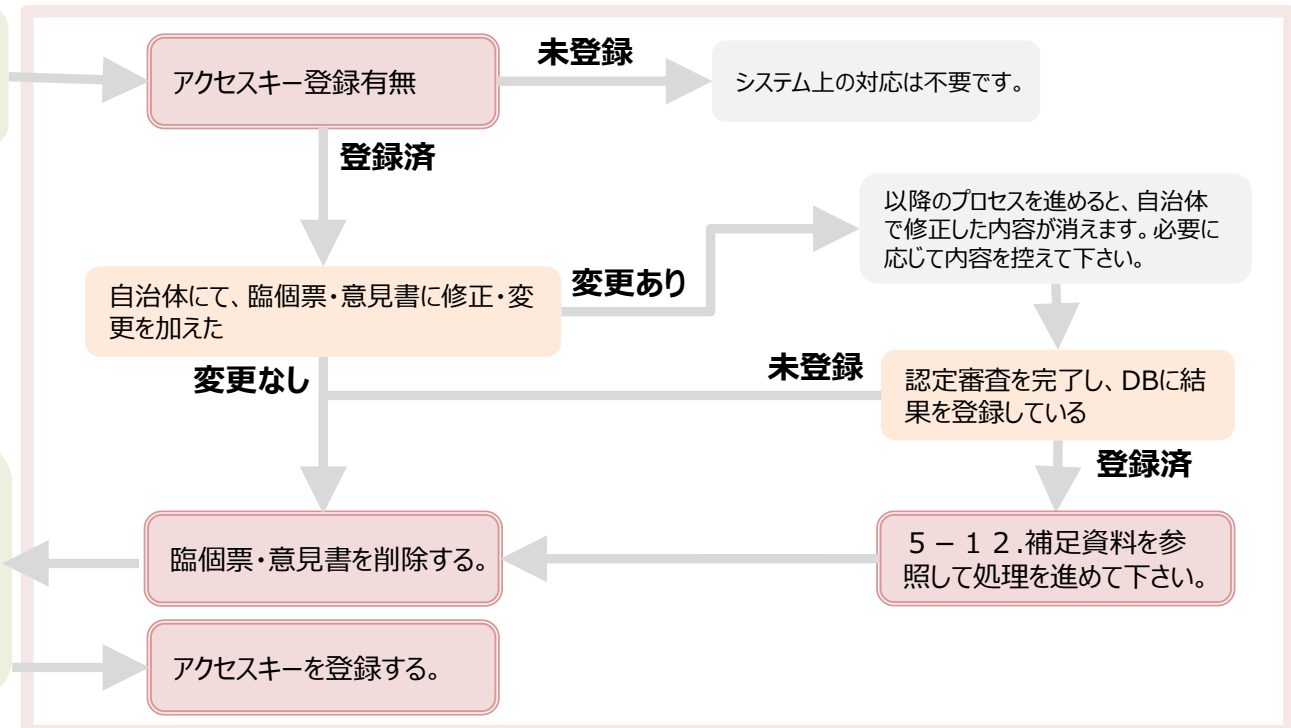 アクセスキー登録有無
未登録
システム上の対応は不要です。
登録済
以降のプロセスを進めると、自治体
で修正した内容が消えます。必要に
応じて内容を控えて下さい。
自治体にて、臨個票・意見書に修正・変
更を加えた
変更あり
変更なし
未登録
認定審査を完了し、DBに結
果を登録している
登録済
臨個票・意見書を削除する。
５－１２.補足資料を参
照して処理を進めて下さい。
アクセスキーを登録する。